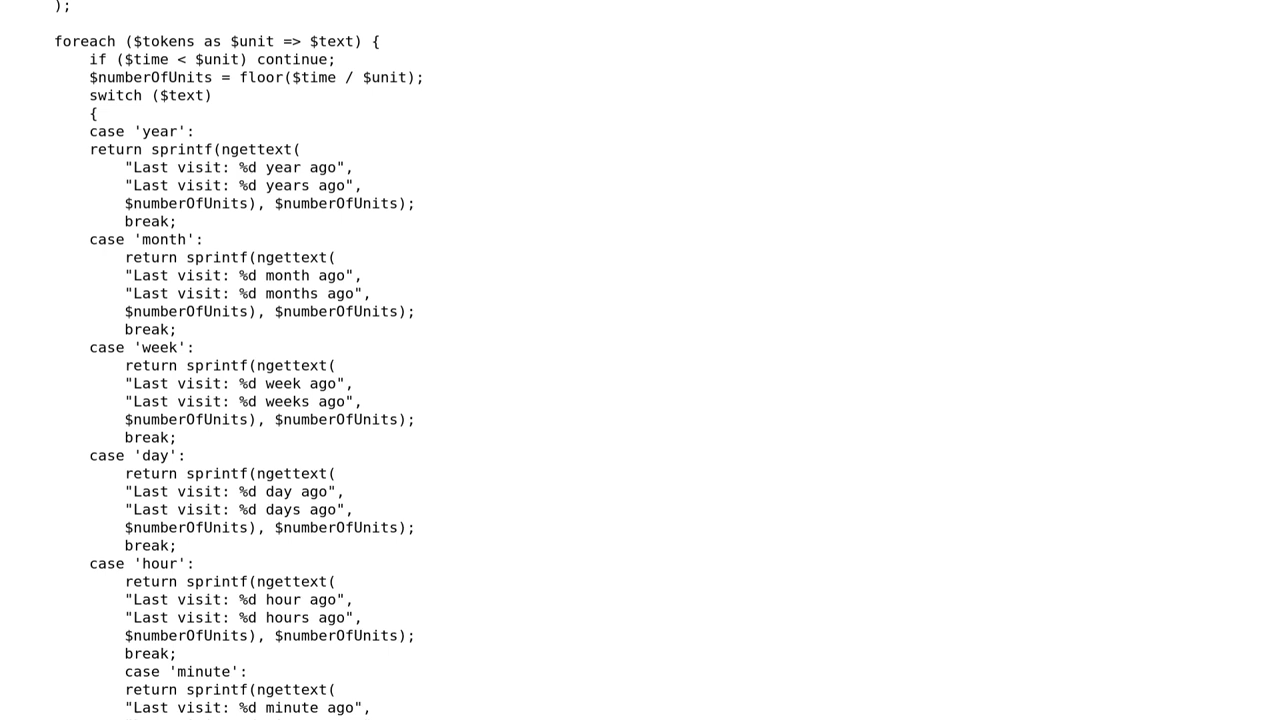 );
foreach ($tokens as $unit => $text) {
if ($time < $unit) continue;
$numberOfUnits = floor($time / $unit);
switch ($text)
{
case 'year':
return sprintf(ngettext(
"Last visit: %d year ago",
"Last visit: %d years ago",
$numberOfUnits), $numberOfUnits);
break;
case 'month':
return sprintf(ngettext(
"Last visit: %d month ago",
"Last visit: %d months ago",
$numberOfUnits), $numberOfUnits);
break;
case 'week':
return sprintf(ngettext(
"Last visit: %d week ago",
"Last visit: %d weeks ago",
$numberOfUnits), $numberOfUnits);
break;
case 'day':
return sprintf(ngettext(
"Last visit: %d day ago",
"Last visit: %d days ago",
$numberOfUnits), $numberOfUnits);
break;
case 'hour':
return sprintf(ngettext(
"Last visit: %d hour ago",
"Last visit: %d hours ago",
$numberOfUnits), $numberOfUnits);
break;
case 'minute':
return sprintf(ngettext(
"Last visit: %d minute ago",